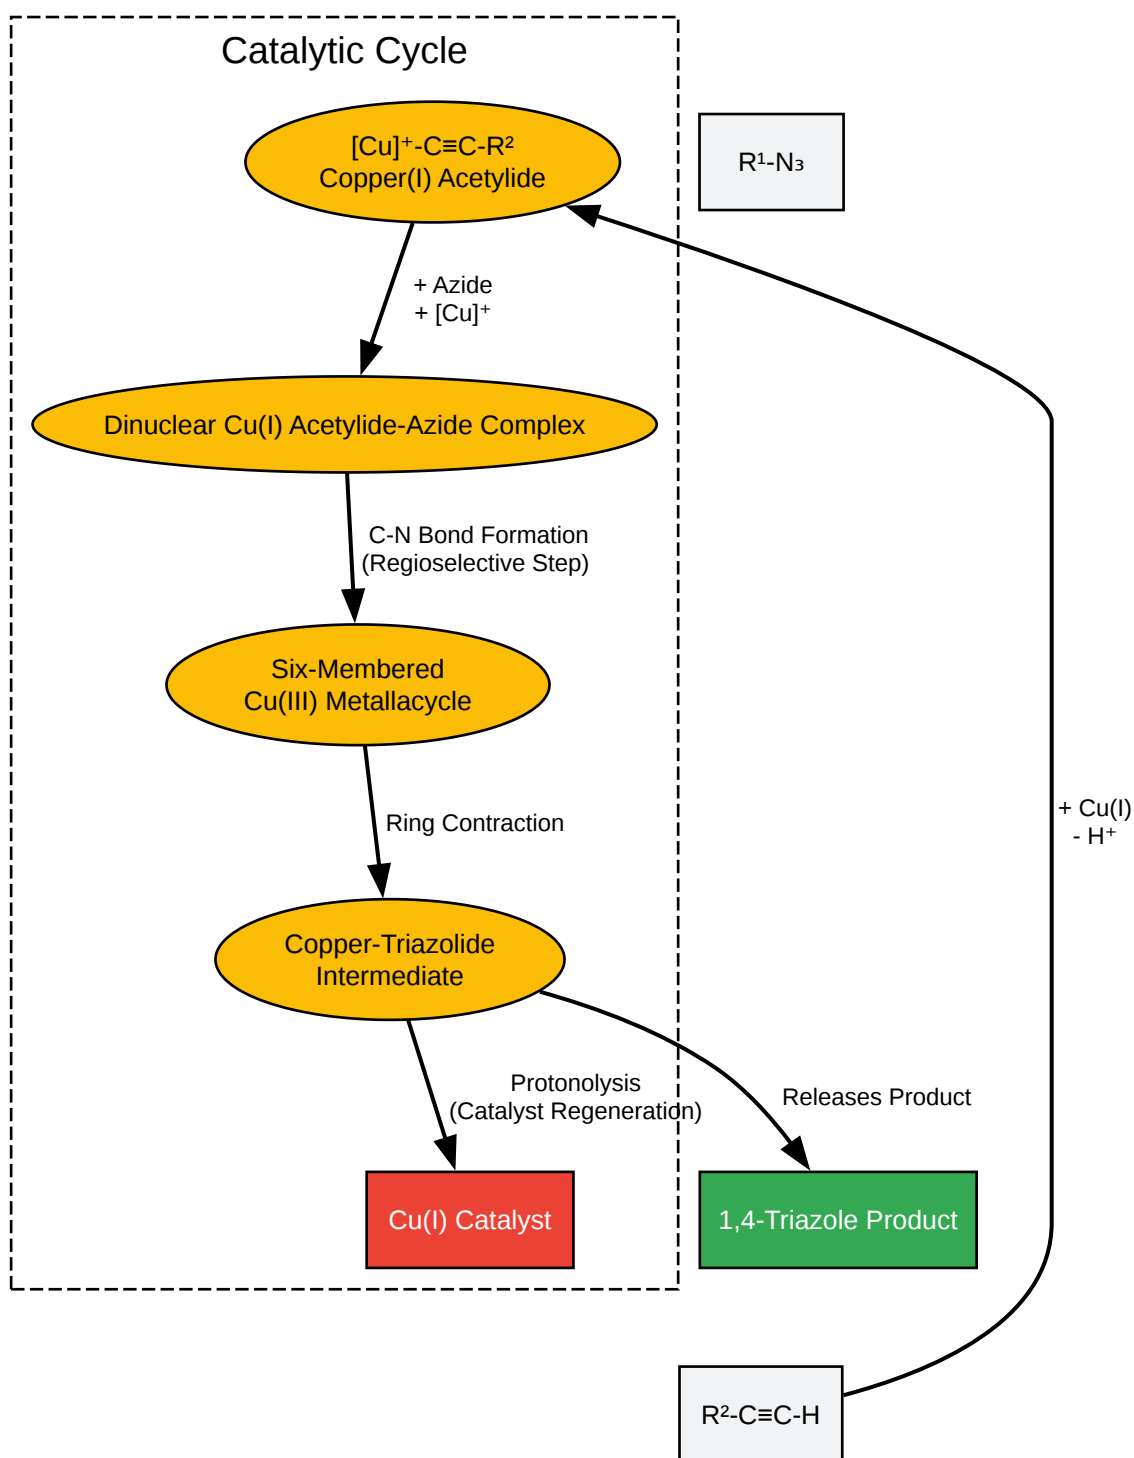 Catalytic Cycle
[Cu]⁺-C≡C-R²
Copper(I) Acetylide
R¹-N₃
+ Azide
+ [Cu]⁺
Dinuclear Cu(I) Acetylide-Azide Complex
C-N Bond Formation
(Regioselective Step)
Six-Membered
Cu(III) Metallacycle
+ Cu(I)
- H⁺
Ring Contraction
Copper-Triazolide
Intermediate
Protonolysis
(Catalyst Regeneration)
Releases Product
Cu(I) Catalyst
1,4-Triazole Product
R²-C≡C-H